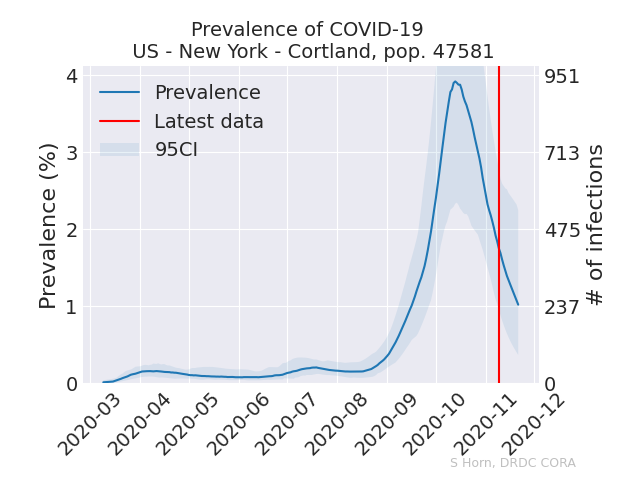 Prevalence of COVID-19
US - New York - Cortland, pop. 47581
Prevalence
Latest data
95CI
Prevalence (%)
4
3
2
1
0
951
713
475
237
0
# of infections
2020-03
2020-04
2020-05
2020-06
2020-07
2020-08
2020-09
2020-10
2020-11
2020-12
S Horn, DRDC CORA